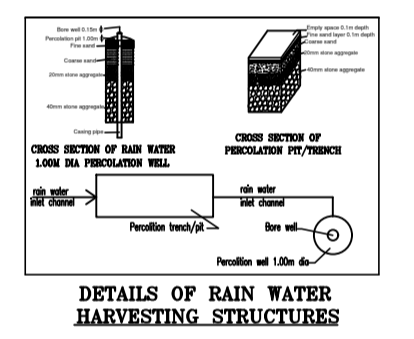 Bore well 0.15m
Percolation pit 1.00m
Fine sand
Coarse sand
20mm stone aggregate
40mm stone aggregate
Casing pipe
CROSS SECTION OF RAIN WATER
1.00M DIA PERCOLATION WELL
Empty space 0.1m depth
Fine sand layer 0.1m depth
Coarse sand
20mm stone aggregate
40mm stone aggregate
CROSS SECTION OF
PERCOLATION PIT/TRENCH
rain water
inlet channel
Percolition trench/pit
rain water
inlet channel
Bore well
Percolition well 1.00m dia
DETAILS OF RAIN WATER
HARVESTING STRUCTURES